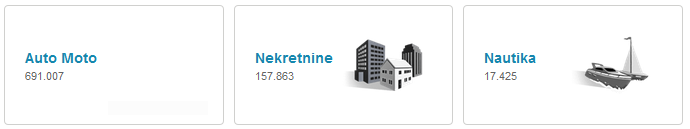 Auto Moto
691.007
Nekretnine
157.863
Nautika
17.425